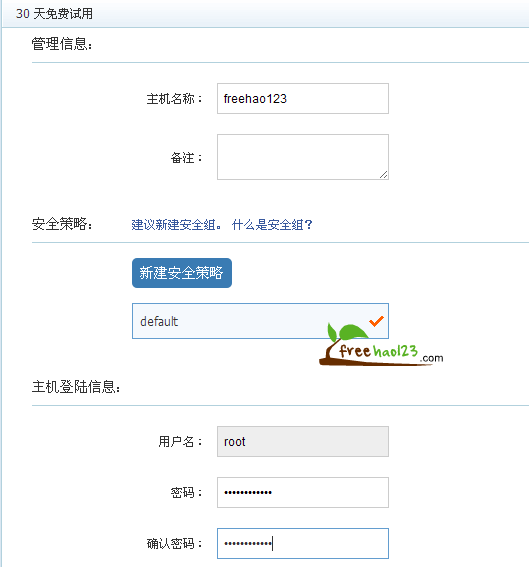 30 天免费试用
管理信息：
主机名称： freehao123
备注：
安全策略： 建议新建安全组。 什么是安全组?
新建安全策略
default
freehao123.com
主机登陆信息：
用户名： root
密码： ••••••••••••
确认密码： ••••••••••••